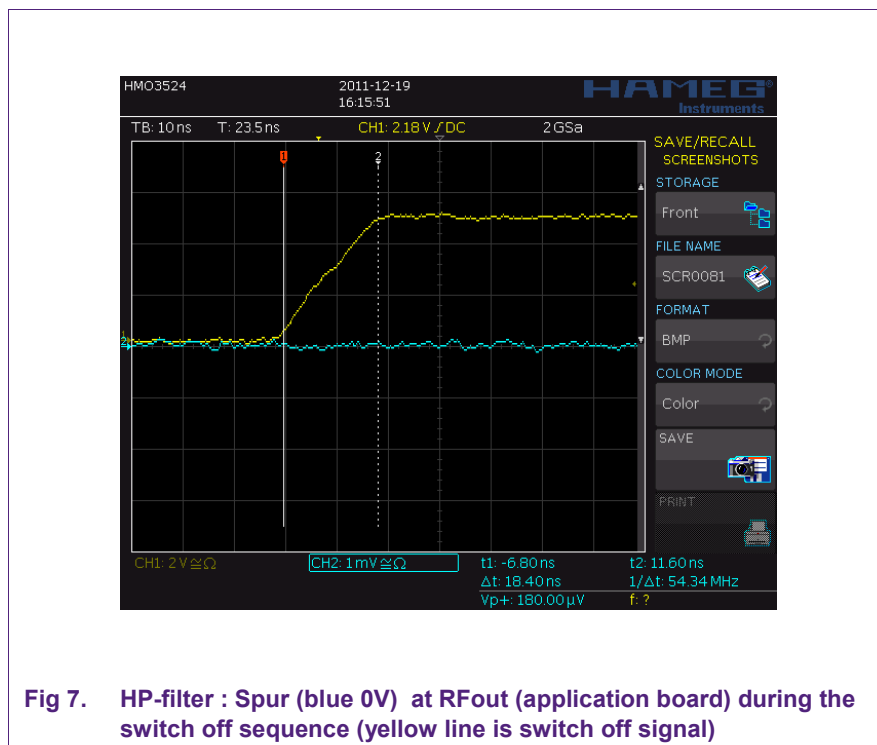 HMO3524
2011-12-19
16:15:51
HAMEG®
Instruments
TB: 10 ns T: 23.5 ns CH1: 2.18 V DC 2 GSa
SAVE/RECALL
SCREENSHOTS
STORAGE
Front
FILE NAME
SCR0081
FORMAT
BMP
COLOR MODE
Color
SAVE
PRINT
1
2
CH1: 2 V ≅Ω
CH2: 1 mV ≅Ω
t1: -6.80 ns
t2: 11.60 ns
Δt: 18.40 ns
1/Δt: 54.34 MHz
Vp+: 180.00 µV
f: ?
Fig 7. HP-filter : Spur (blue 0V) at RFout (application board) during the
switch off sequence (yellow line is switch off signal)